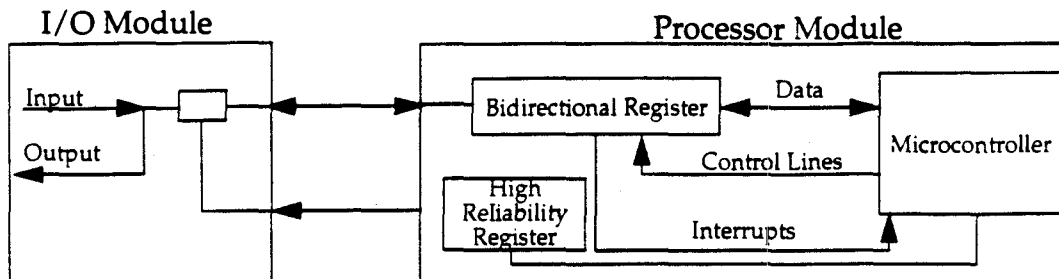 I/O Module
Processor Module
Input
Output
Bidirectional Register
Data
Control Lines
Microcontroller
High
Reliability
Register
Interrupts